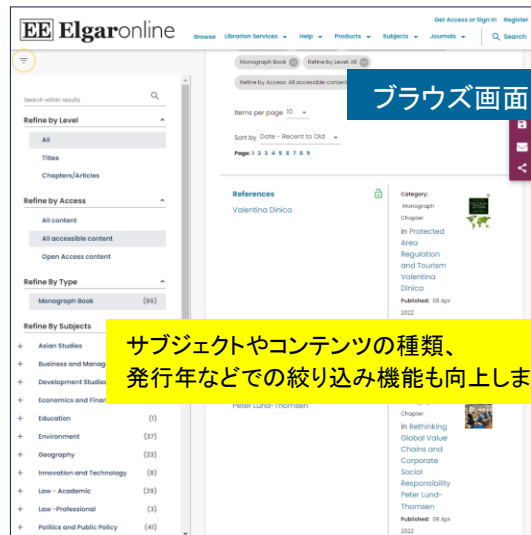 Get Access or Sign In Register
EE Elgaronline
Browse Librarian Services Help Products Subjects Journals Search
Monograph Book Refine by Level: All
Refine by Access: All accessible content
ブラウズ画面
Search within results
Items per page 10
Refine by Level
Sort by Date - Recent to Old
All
Page: 1 2 3 4 5 6 7 8 9
Titles
Chapters/Articles
References
Valentina Dinica
Category:
Monograph
Chapter
in Protected
Area
Regulation
and Tourism
Valentina
Dinica
Published: 08 Apr
2022
Refine by Access
All content
All accessible content
Open Access content
Refine By Type
Monograph Book (86)
Refine By Subjects
サブジェクトやコンテンツの種類、
発行年などでの絞り込み機能も向上しま
+ Asian Studies
+ Business and Manag
+ Development Studies
+ Economics and Finan
+ Education (1)
+ Environment (37)
+ Geography (23)
+ Innovation and Technology (8)
+ Law - Academic (29)
+ Law -Professional (3)
+ Politics and Public Policy (41)
Peter Lund-Thomsen
Chapter
in Rethinking
Global Value
Chains and
Corporate
Social
Responsibility
Peter Lund-
Thomsen
Published: 08 Apr
2022